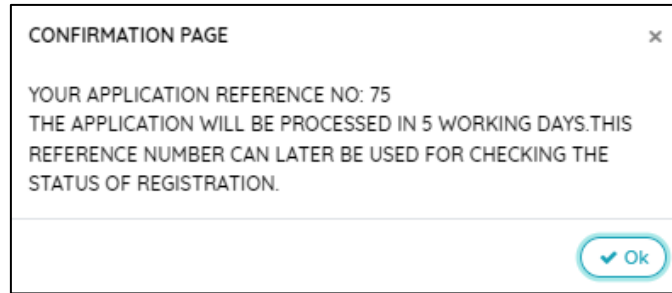 CONFIRMATION PAGE
YOUR APPLICATION REFERENCE NO: 75
THE APPLICATION WILL BE PROCESSED IN 5 WORKING DAYS.THIS
REFERENCE NUMBER CAN LATER BE USED FOR CHECKING THE
STATUS OF REGISTRATION.
Ok